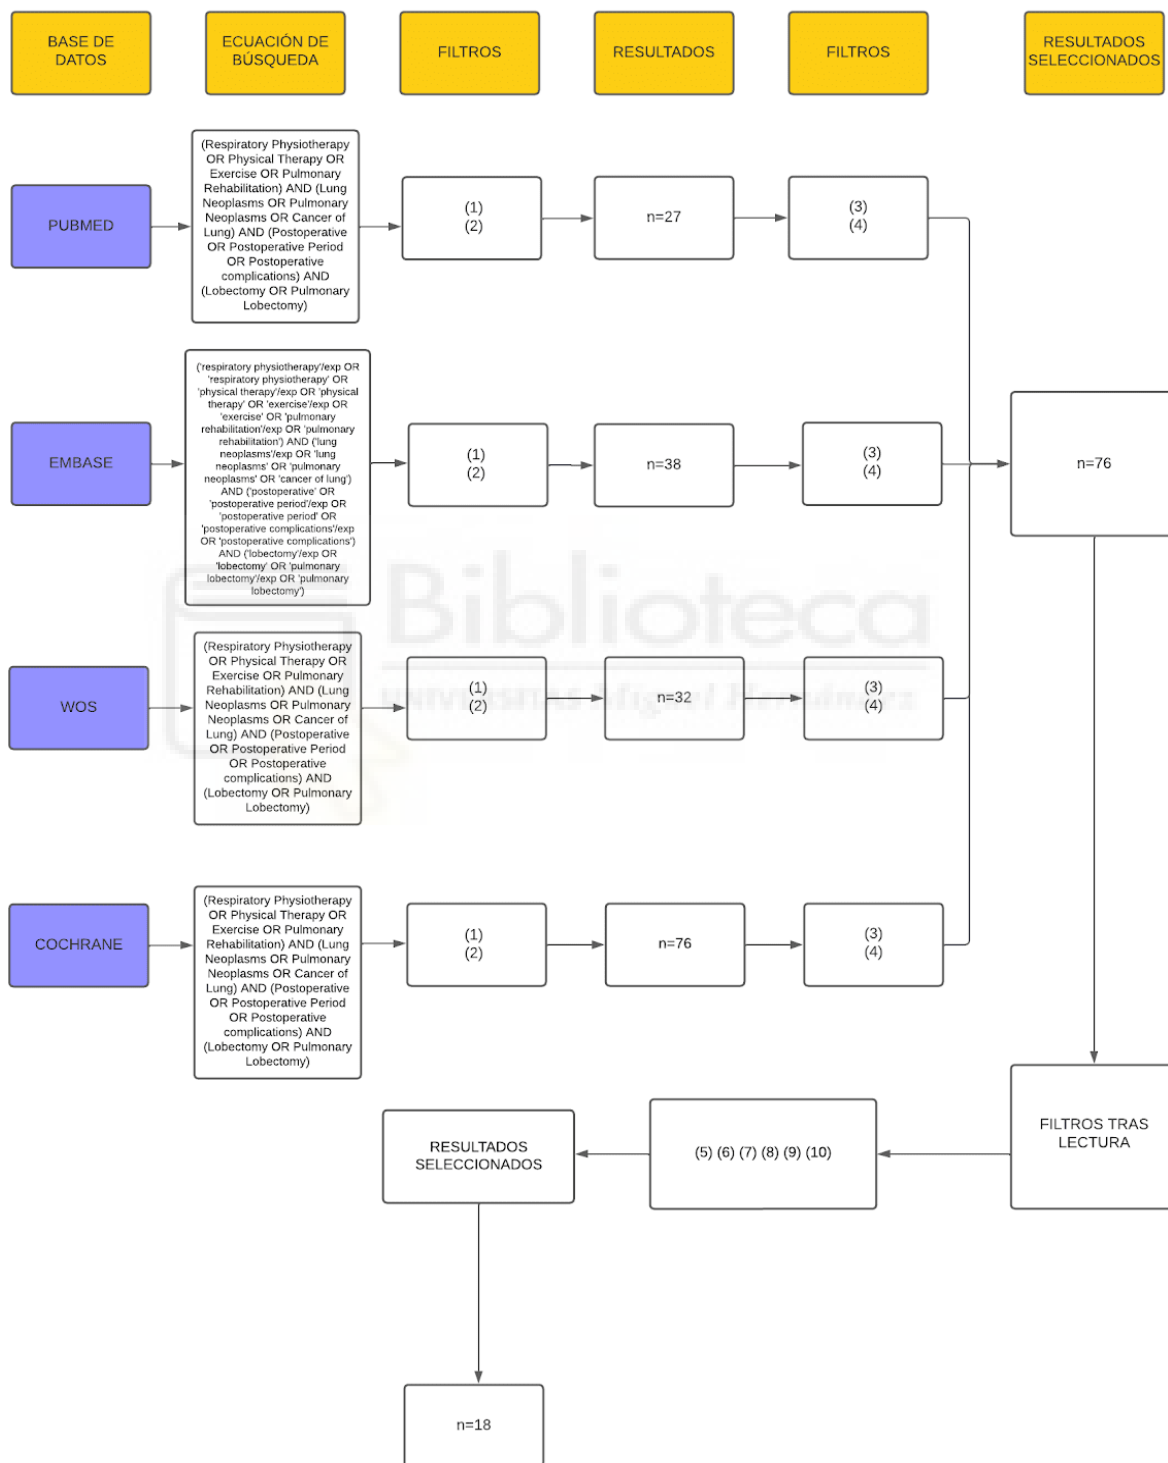 BASE DE
DATOS
ECUACIÓN DE
BÚSQUEDA
FILTROS
RESULTADOS
FILTROS
RESULTADOS
SELECCIONADOS
PUBMED
(Respiratory Physiotherapy
OR Physical Therapy OR
Exercise OR Pulmonary
Rehabilitation) AND (Lung
Neoplasms OR Pulmonary
Neoplasms OR Cancer of
Lung) AND (Postoperative
OR Postoperative Period
OR Postoperative
complications) AND
(Lobectomy OR Pulmonary
Lobectomy)
(1)
(2)
n=27
(3)
(4)
EMBASE
('respiratory physiotherapy'/exp OR
'respiratory physiotherapy' OR
'physical therapy'/exp OR 'physical
therapy' OR 'exercise'/exp OR
'exercise' OR 'pulmonary
rehabilitation'/exp OR 'pulmonary
rehabilitation') AND ('lung
neoplasms'/exp OR 'lung
neoplasms' OR 'pulmonary
neoplasms' OR 'cancer of lung')
AND ('postoperative' OR
'postoperative period'/exp OR
'postoperative period' OR
'postoperative complications'/exp
OR 'postoperative complications')
AND ('lobectomy'/exp OR
'lobectomy' OR 'pulmonary
lobectomy'/exp OR 'pulmonary
lobectomy')
(1)
(2)
n=38
(3)
(4)
n=76
Biblioteca
UNIVERSITAS Miguel Hernández
WOS
(Respiratory Physiotherapy
OR Physical Therapy OR
Exercise OR Pulmonary
Rehabilitation) AND (Lung
Neoplasms OR Pulmonary
Neoplasms OR Cancer of
Lung) AND (Postoperative
OR Postoperative Period
OR Postoperative
complications) AND
(Lobectomy OR Pulmonary
Lobectomy)
(1)
(2)
n=32
(3)
(4)
COCHRANE
(Respiratory Physiotherapy
OR Physical Therapy OR
Exercise OR Pulmonary
Rehabilitation) AND (Lung
Neoplasms OR Pulmonary
Neoplasms OR Cancer of
Lung) AND (Postoperative
OR Postoperative Period
OR Postoperative
complications) AND
(Lobectomy OR Pulmonary
Lobectomy)
(1)
(2)
n=76
(3)
(4)
FILTROS TRAS
LECTURA
(5) (6) (7) (8) (9) (10)
RESULTADOS
SELECCIONADOS
n=18